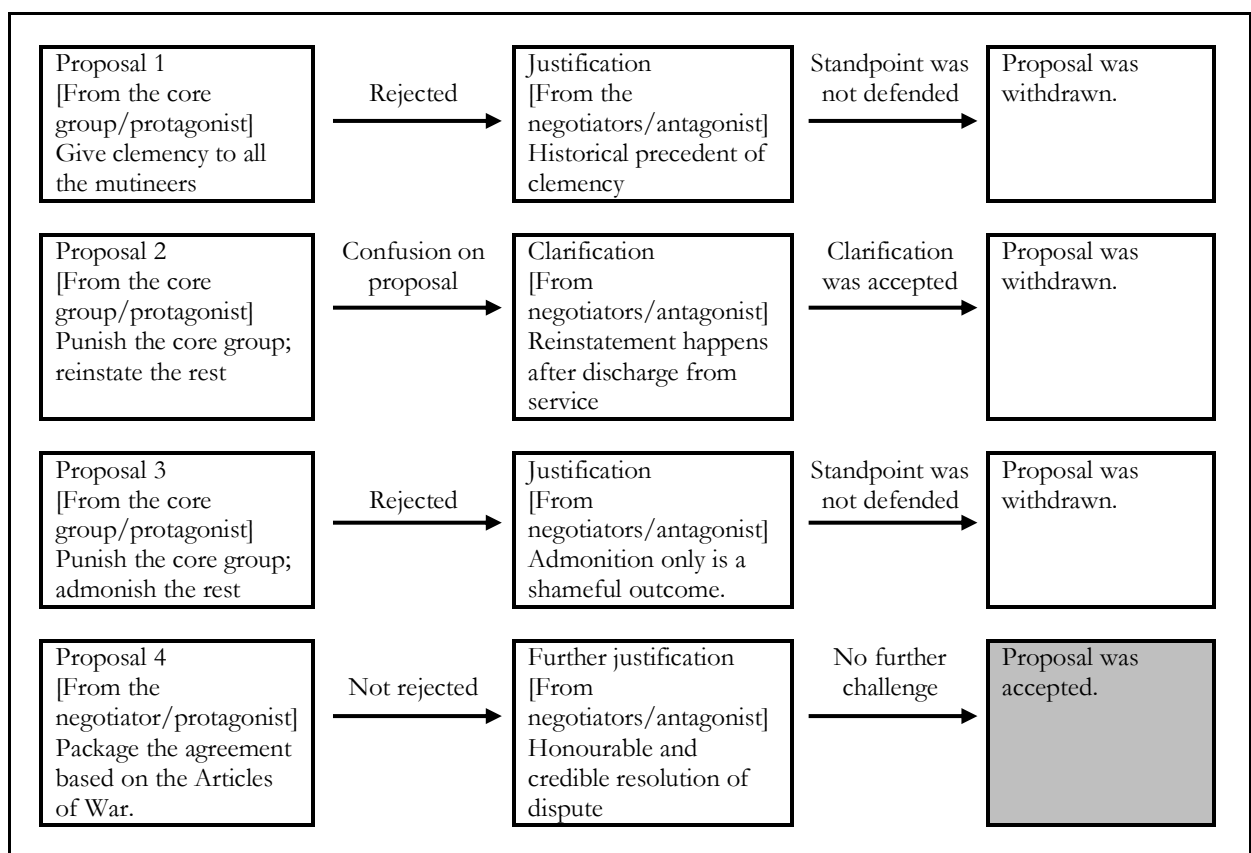 Proposal 1
[From the core
group/protagonist]
Give clemency to all
the mutineers
Rejected
Justification
[From the
negotiators/antagonist]
Historical precedent of
clemency
Standpoint was
not defended
Proposal was
withdrawn.
Proposal 2
[From the core
group/protagonist]
Punish the core group;
reinstate the rest
Confusion on
proposal
Clarification
[From
negotiators/antagonist]
Reinstatement happens
after discharge from
service
Clarification
was accepted
Proposal was
withdrawn.
Proposal 3
[From the core
group/protagonist]
Punish the core group;
admonish the rest
Rejected
Justification
[From
negotiators/antagonist]
Admonition only is a
shameful outcome.
Standpoint was
not defended
Proposal was
withdrawn.
Proposal 4
[From the
negotiator/protagonist]
Package the agreement
based on the Articles
of War.
Not rejected
Further justification
[From
negotiators/antagonist]
Honourable and
credible resolution of
dispute
No further
challenge
Proposal was
accepted.